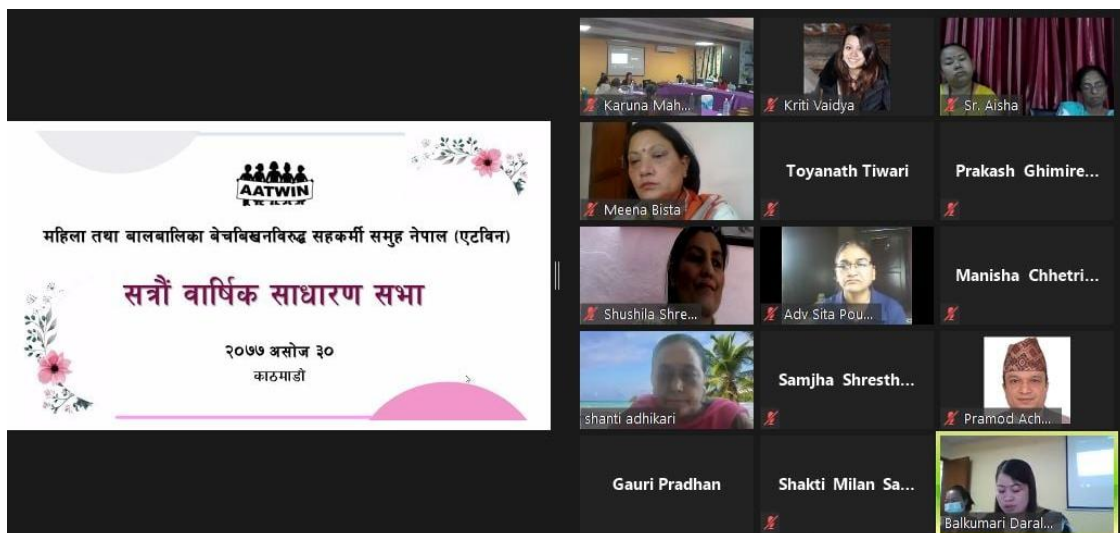 AATWIN
महिला तथा बालबालिका बेचबिखनविरुद्ध सहकर्मी समुह नेपाल (एटविन)
सत्रौं वार्षिक साधारण सभा
२०७७ असोज ३०
काठमाडौ
Karuna Mah...
Kriti Vaidya
Sr. Aisha
Meena Bista
Toyanath Tiwari
Prakash Ghimire...
Shushila Shre...
Adv Sita Pou...
Manisha Chhetri...
shanti adhikari
Samjha Shresth...
Pramod Ach...
Gauri Pradhan
Shakti Milan Sa...
Balkumari Daral...